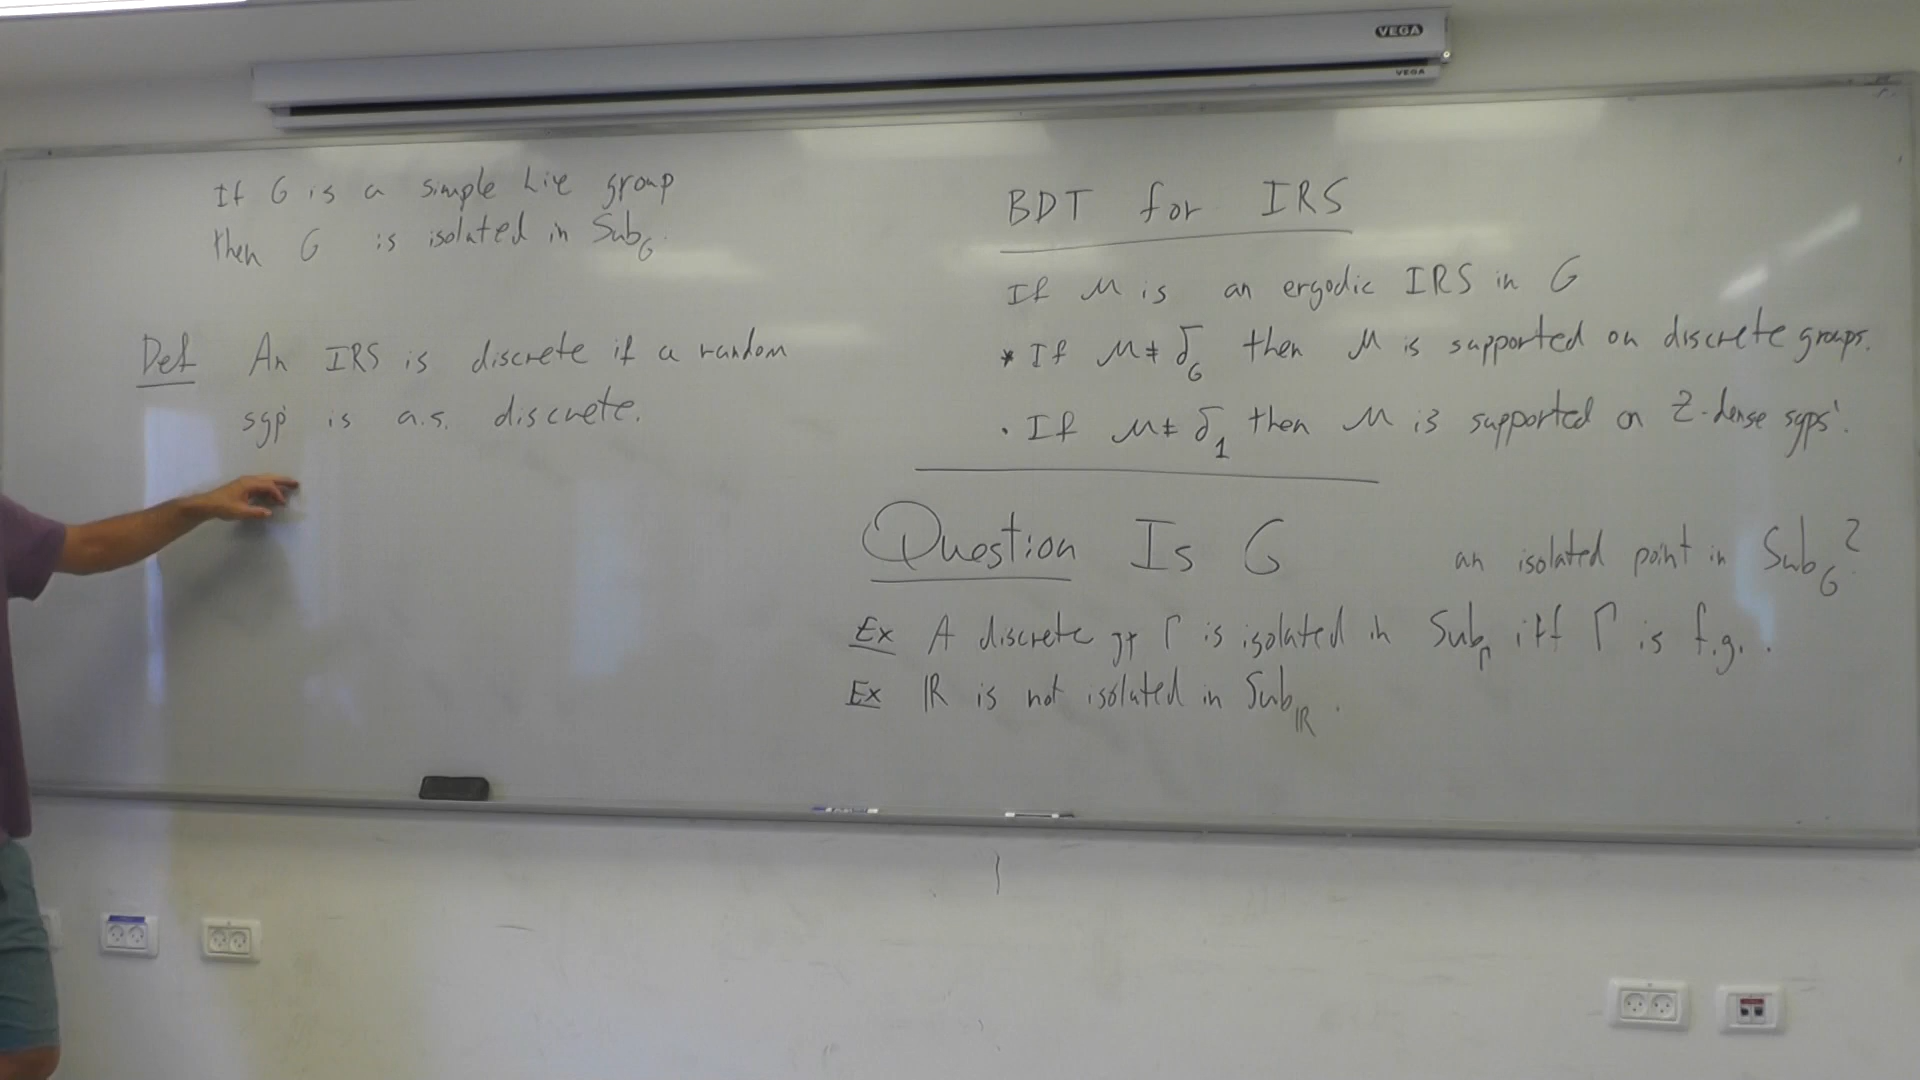 VEGA
VEGA
If G is a simple Lie group
then G is isolated in Sub_G.
Def An IRS is discrete if a random
sgp is a.s. discrete.
BDT for IRS
If μ is an ergodic IRS in G
* If μ ≠ δ_G then μ is supported on discrete groups.
· If μ ≠ δ_1 then μ is supported on Z-dense sgps'.
Question Is G an isolated point in Sub_G?
Ex A discrete gp Γ is isolated in Sub_Γ iff Γ is f.g..
Ex ℝ is not isolated in Sub_ℝ.